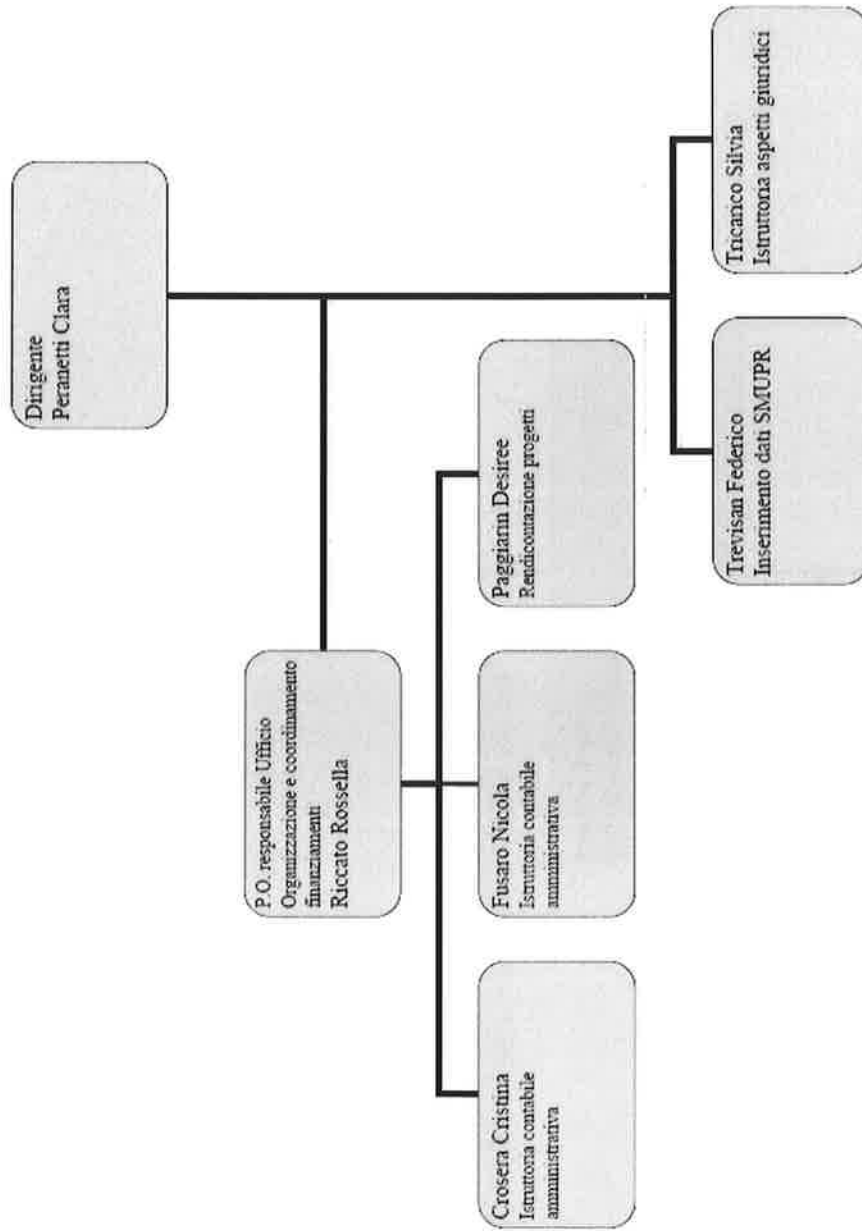 Dirigente
Peranetti Clara
P.O. responsabile Ufficio
Organizzazione e coordinamento
finanziamenti
Riccato Rossella
Crosera Cristina
Istruttoria contabile
amministrativa
Fusaro Nicola
Istruttoria contabile
amministrativa
Paggiarin Desiree
Rendicontazione progetti
Trevisan Federico
Inserimento dati SMUPR
Tricarico Silvia
Istruttoria aspetti giuridici